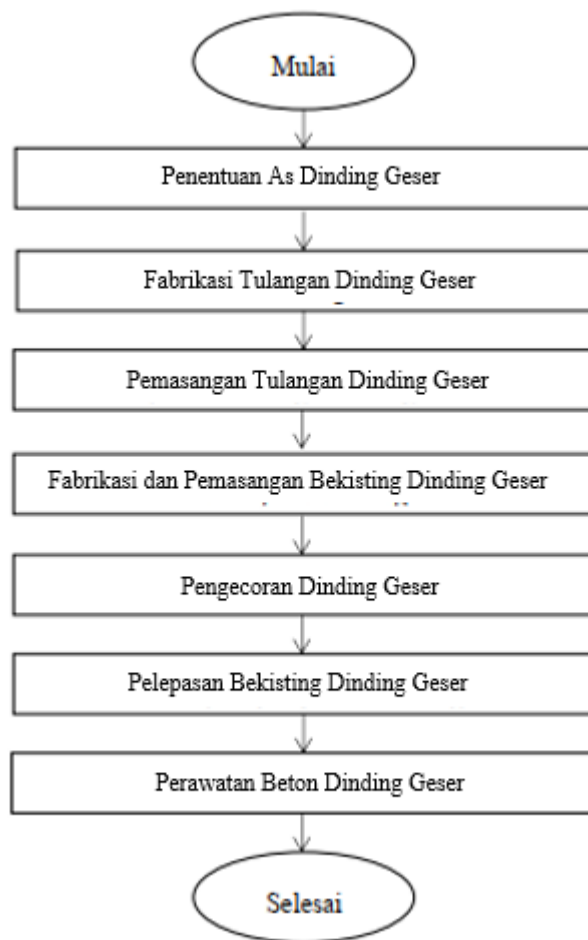 Mulai
Penentuan As Dinding Geser
Fabrikasi Tulangan Dinding Geser
Pemasangan Tulangan Dinding Geser
Fabrikasi dan Pemasangan Bekisting Dinding Geser
Pengecoran Dinding Geser
Pelepasan Bekisting Dinding Geser
Perawatan Beton Dinding Geser
Selesai